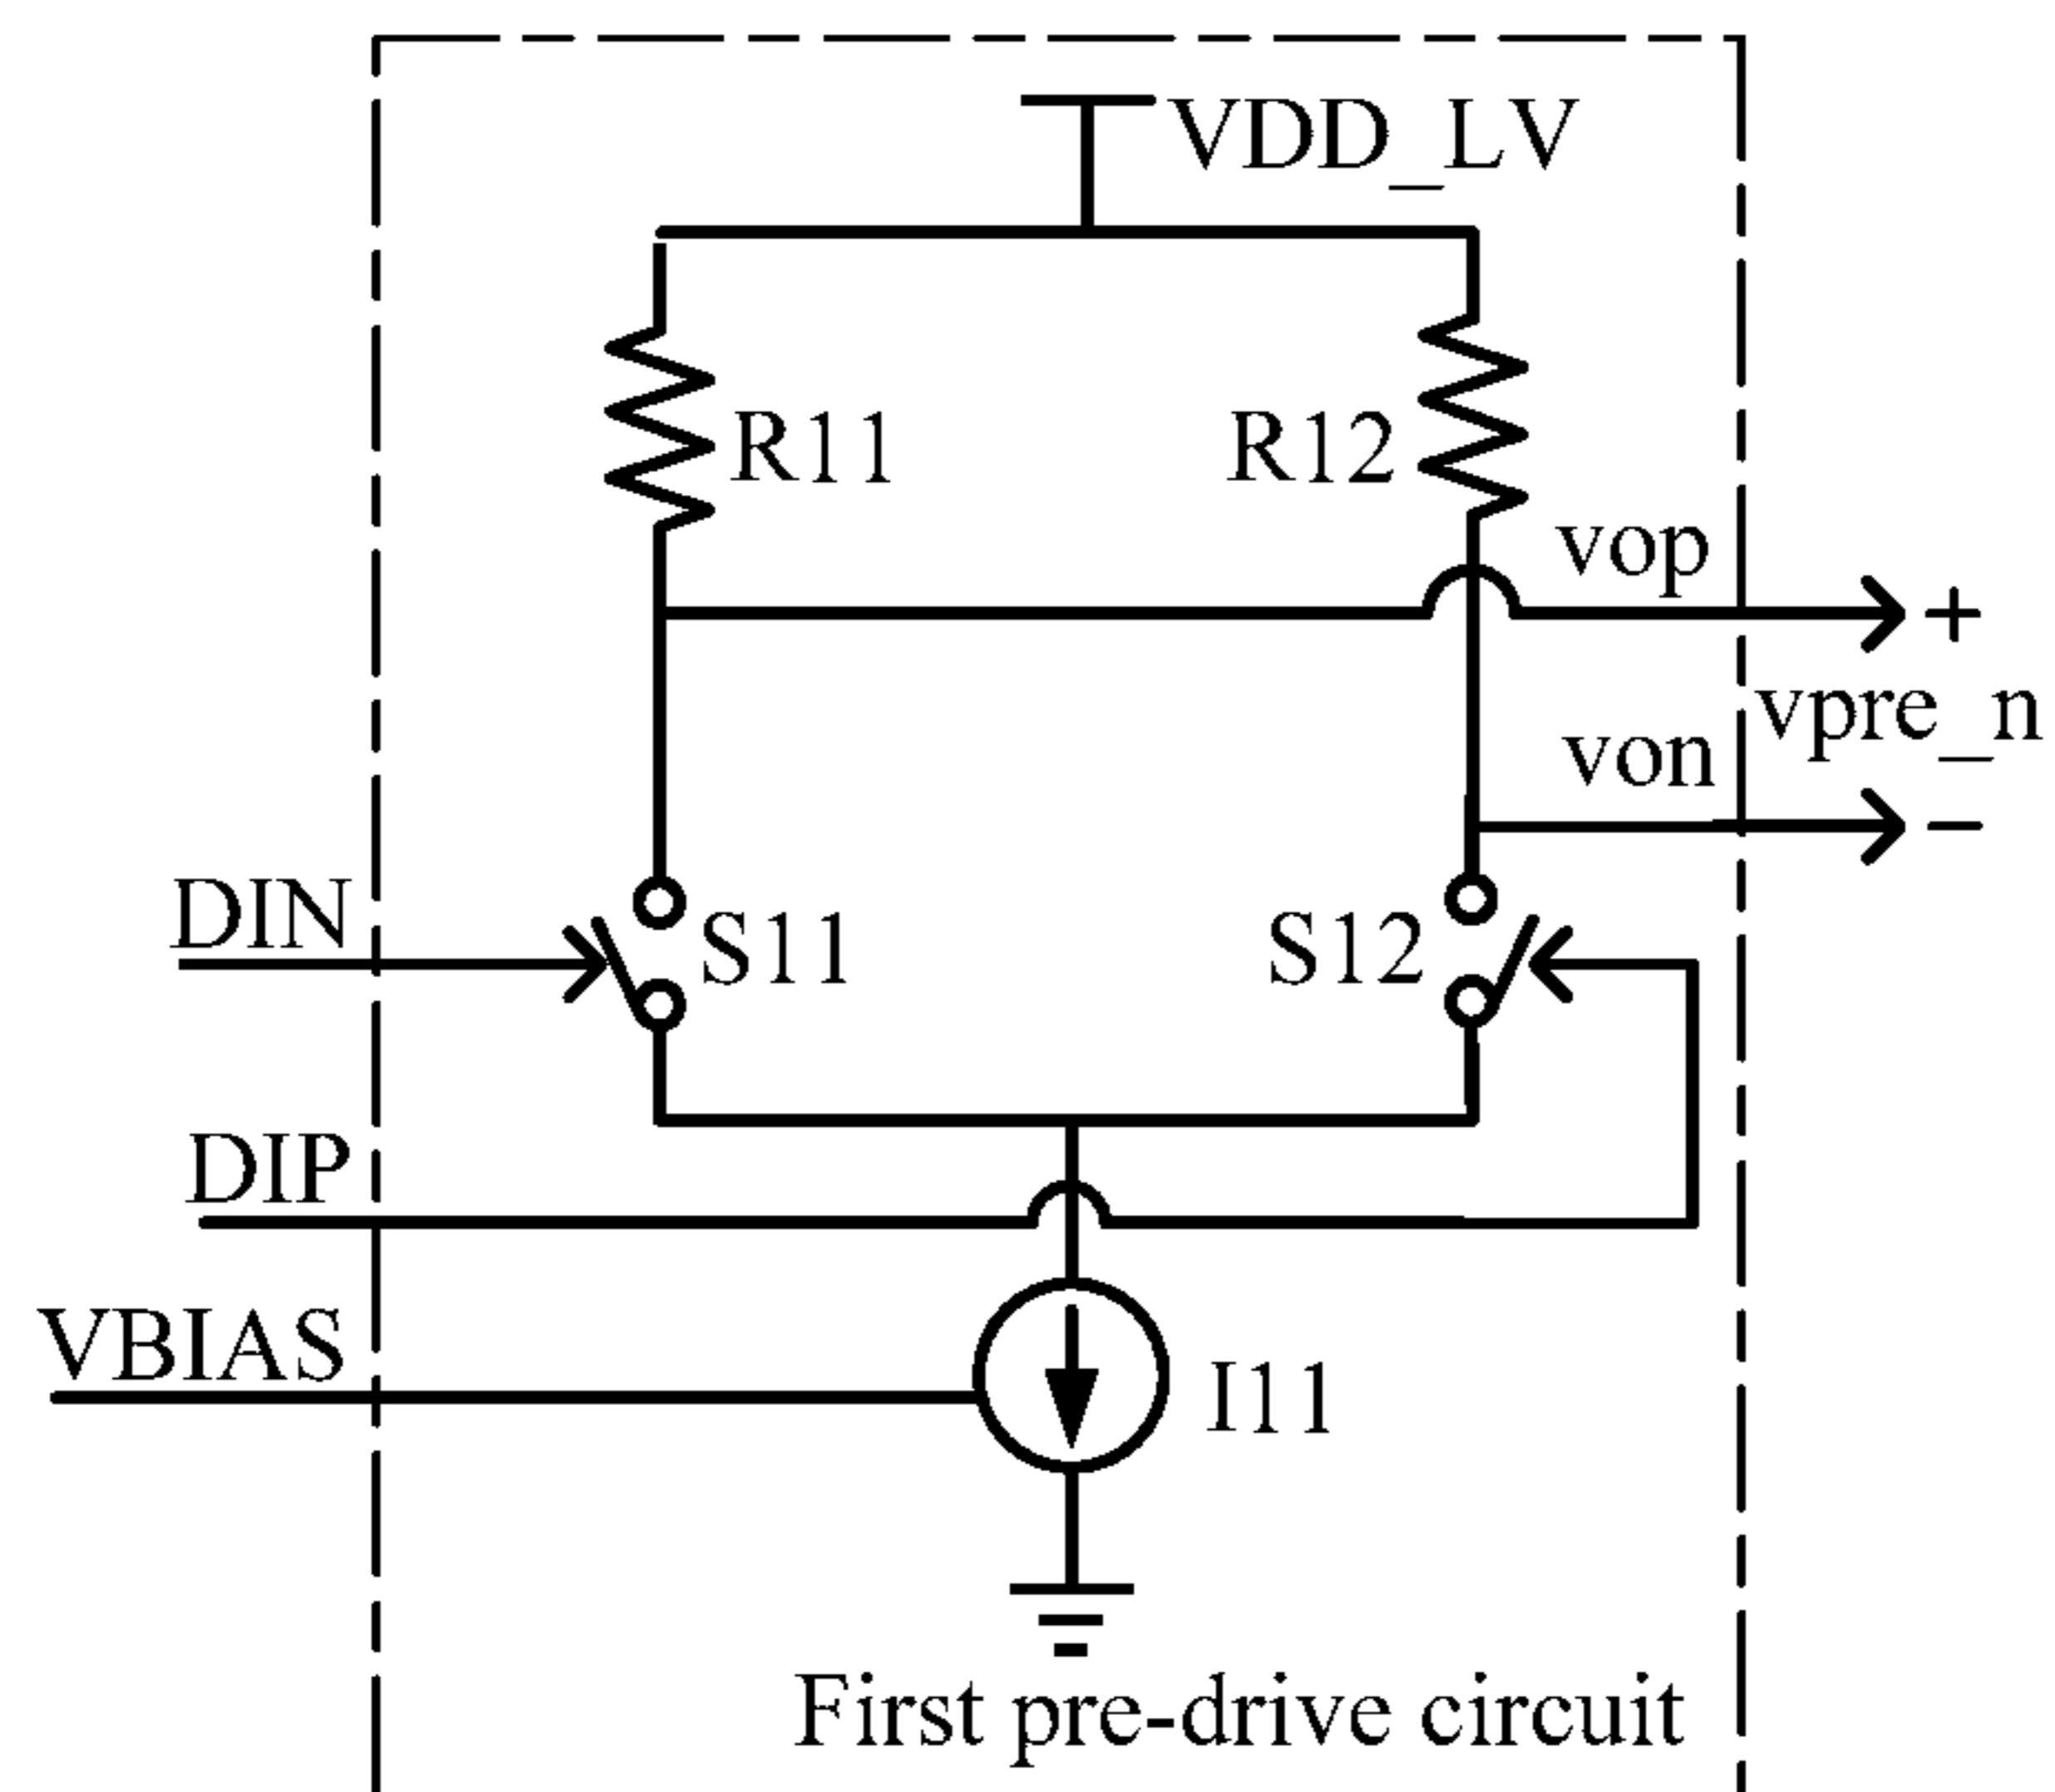 VDD_LV
R11
R12
vop
+
vpre_n
von
−
DIN
S11
S12
DIP
VBIAS
I11
First pre-drive circuit